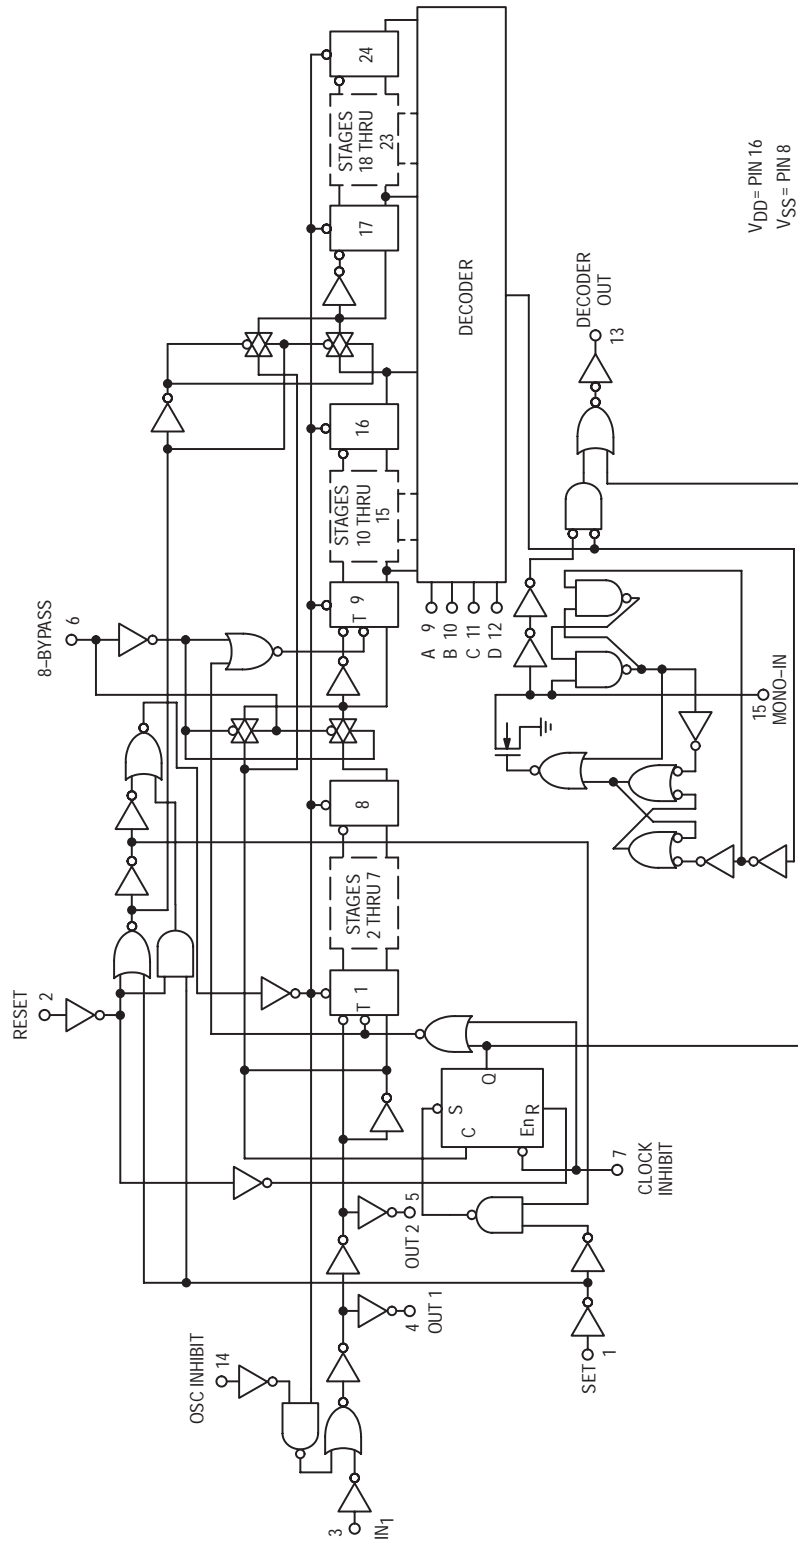 RESET
2
8–BYPASS
6
OSC INHIBIT
14
3
IN1
4
OUT 1
OUT 2
5
SET
1
T
1
STAGES
2 THRU 7
8
T
9
STAGES
10 THRU
15
16
17
STAGES
18 THRU
23
24
S
C
Q
En
R
7
CLOCK
INHIBIT
A 9
B 10
C 11
D 12
DECODER
15
MONO–IN
DECODER
OUT
13
VDD = PIN 16
VSS = PIN 8